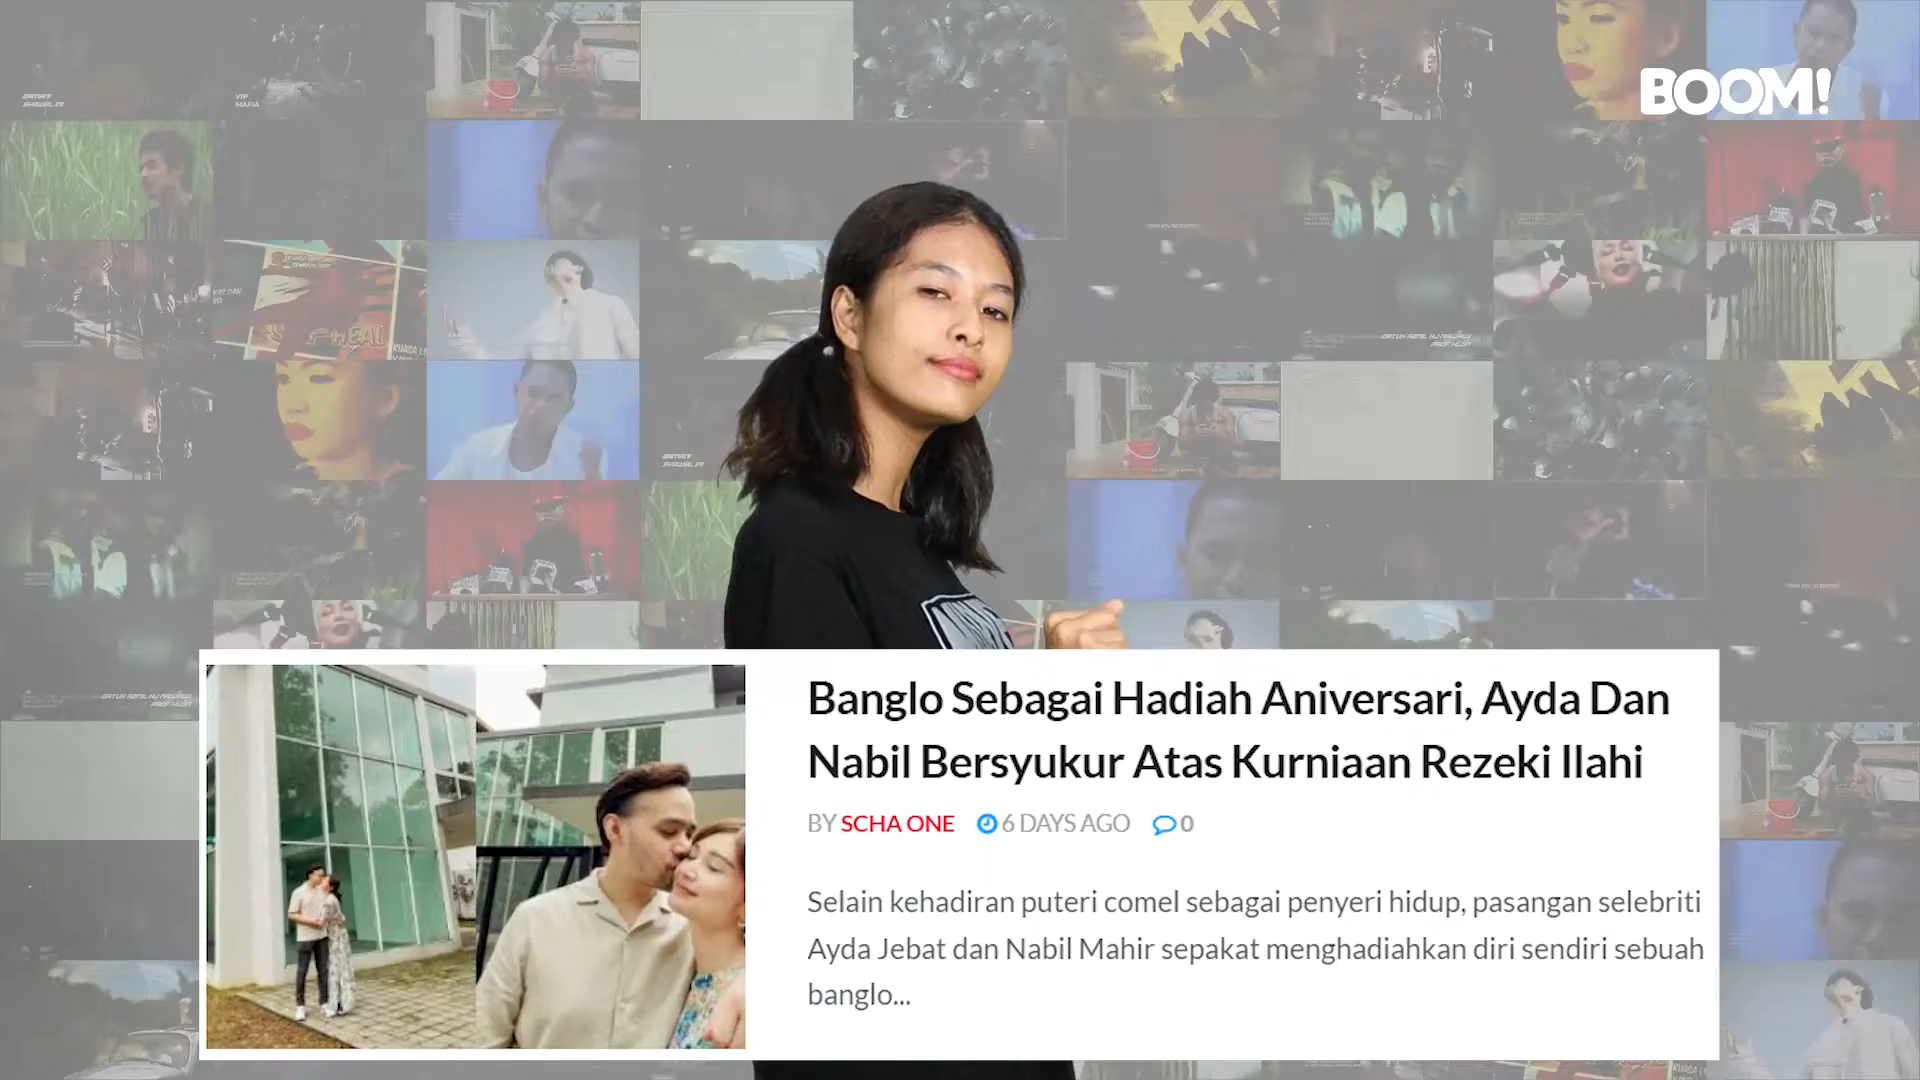 BOOM!
VIP
MAFIA
Banglo Sebagai Hadiah Aniversari, Ayda Dan
Nabil Bersyukur Atas Kurniaan Rezeki Ilahi
BY SCHA ONE 6 DAYS AGO 0
Selain kehadiran puteri comel sebagai penyeri hidup, pasangan selebriti
Ayda Jebat dan Nabil Mahir sepakat menghadiahkan diri sendiri sebuah
banglo...